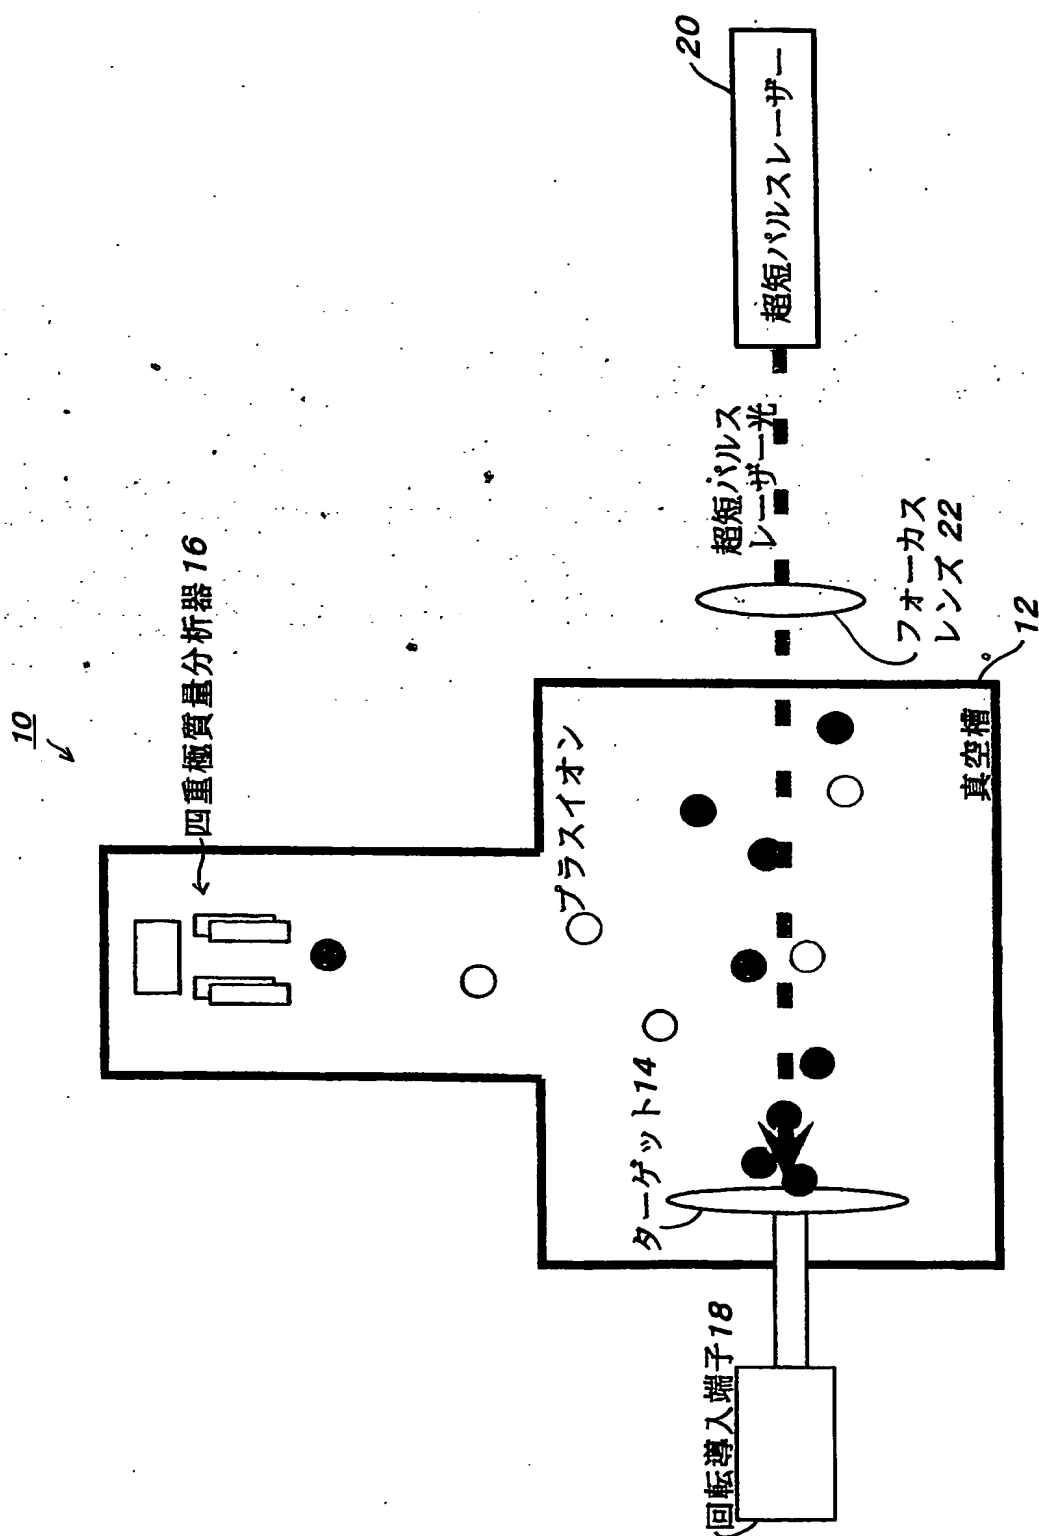 10
四重極質量分析器16
プラスイオン
ターゲット14
回転導入端子18
真空槽
12
フォーカス
レンズ 22
超短パルス
レーザー光
超短パルスレーザー
20